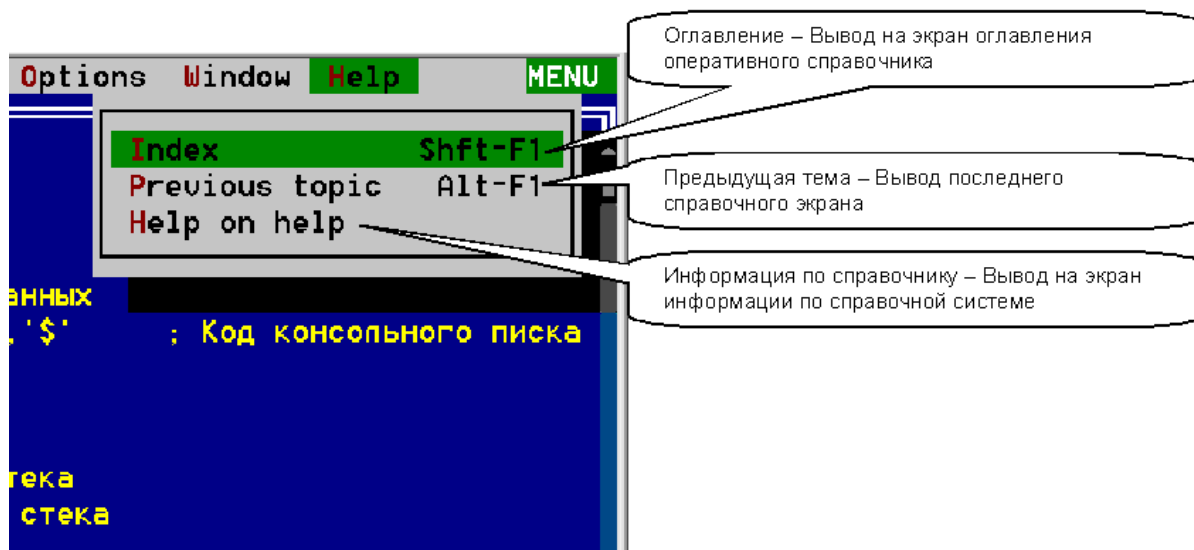 Options Window Help MENU
Index Shft-F1
Previous topic Alt-F1
Help on help
; Код консольного писка
стека
Оглавление – Вывод на экран оглавления
оперативного справочника
Предыдущая тема – Вывод последнего
справочного экрана
Информация по справочнику – Вывод на экран
информации по справочной системе